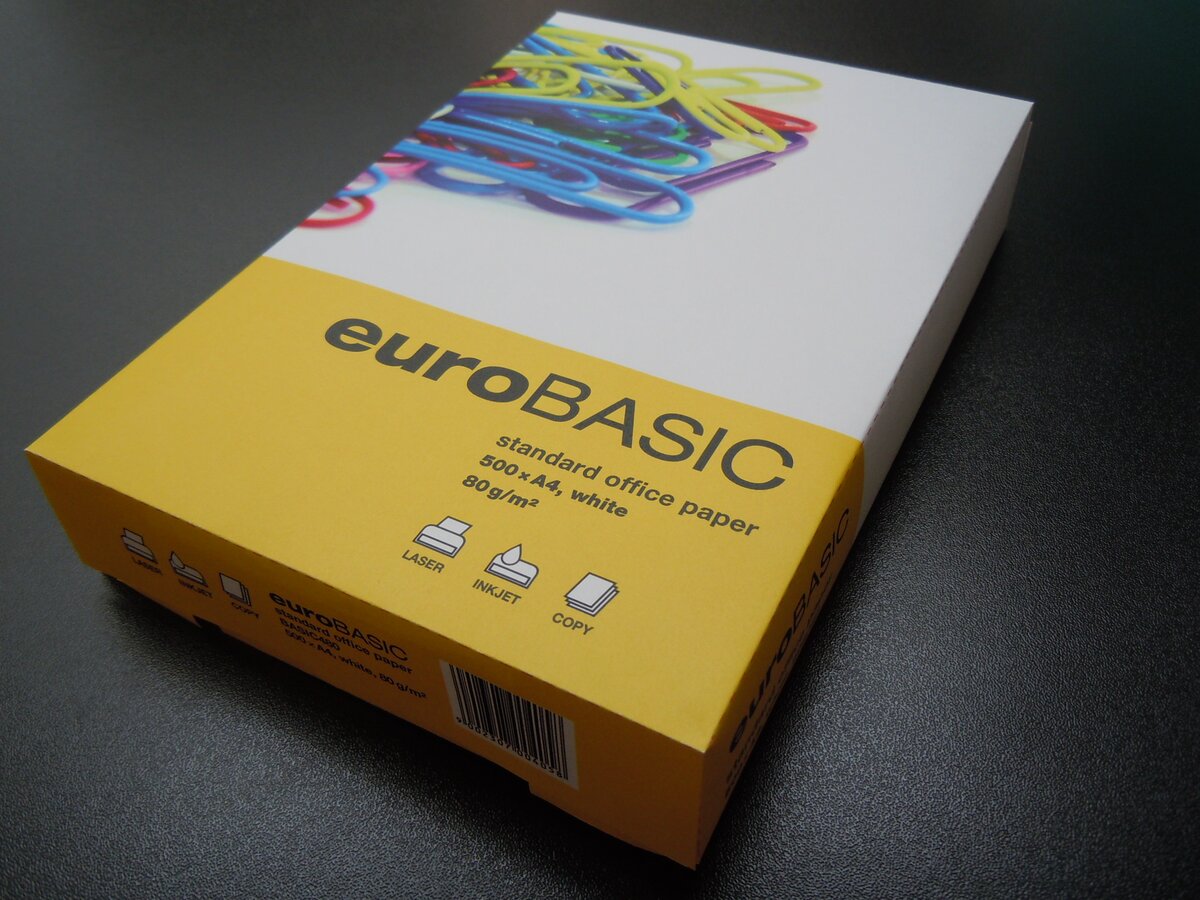 euroBASIC
standard office paper
500 × A4, white
80 g/m²
LASER
INKJET
COPY
LASER
INKJET
COPY
euroBASIC
standard office paper
BASIC480
500 × A4, white, 80 g/m²
euroBASIC